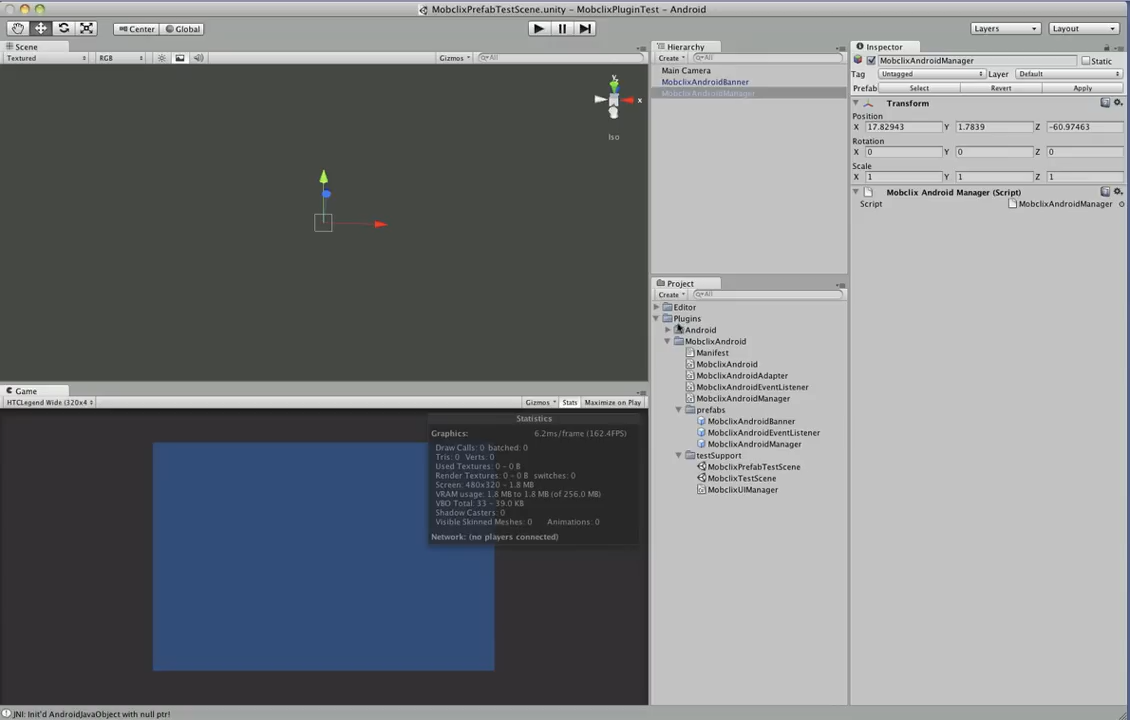 MobclixPrefabTestScene.unity – MobclixPluginTest – Android
Center
Global
Layers
Layout
Scene
Textured
RGB
Gizmos
All
Y
x
Iso
Game
HTCLegend Wide (320x4
Gizmos
Stats
Maximize on Play
Statistics
Graphics:
6.2ms/frame (162.4FPS)
Draw Calls: 0 batched: 0
Tris: 0 Verts: 0
Used Textures: 0 – 0 B
Render Textures: 0 – 0 B switches: 0
Screen: 480x320 – 1.8 MB
VRAM usage: 1.8 MB to 1.8 MB (of 256.0 MB)
VBO Total: 33 – 39.0 KB
Shadow Casters: 0
Visible Skinned Meshes: 0 Animations: 0
Network: (no players connected)
JNI: Init'd AndroidJavaObject with null ptr!
Hierarchy
Create
All
Main Camera
MobclixAndroidBanner
MobclixAndroidManager
Project
Create
All
Editor
Plugins
Android
MobclixAndroid
Manifest
MobclixAndroid
MobclixAndroidAdapter
MobclixAndroidEventListener
MobclixAndroidManager
prefabs
MobclixAndroidBanner
MobclixAndroidEventListener
MobclixAndroidManager
testSupport
MobclixPrefabTestScene
MobclixTestScene
MobclixUIManager
Inspector
MobclixAndroidManager
Static
Tag
Untagged
Layer
Default
Prefab
Select
Revert
Apply
Transform
Position
X 17.82943 Y 1.7839 Z -60.97463
Rotation
X 0 Y 0 Z 0
Scale
X 1 Y 1 Z 1
Mobclix Android Manager (Script)
Script
MobclixAndroidManager